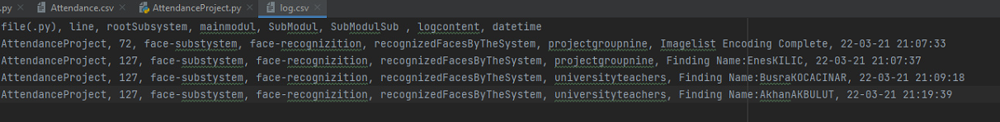 .py
Attendance.csv
AttendanceProject.py
log.csv
file(.py), line, rootSubsystem, mainmodul, SubModul, SubModulSub , logcontent, datetime
AttendanceProject, 72, face-substystem, face-recognizition, recognizedFacesByTheSystem, projectgroupnine, Imagelist Encoding Complete, 22-03-21 21:07:33
AttendanceProject, 127, face-substystem, face-recognizition, recognizedFacesByTheSystem, projectgroupnine, Finding Name:EnesKILIC, 22-03-21 21:07:37
AttendanceProject, 127, face-substystem, face-recognizition, recognizedFacesByTheSystem, universityteachers, Finding Name:BusraKOCACINAR, 22-03-21 21:09:18
AttendanceProject, 127, face-substystem, face-recognizition, recognizedFacesByTheSystem, universityteachers, Finding Name:AkhanAKBULUT, 22-03-21 21:19:39